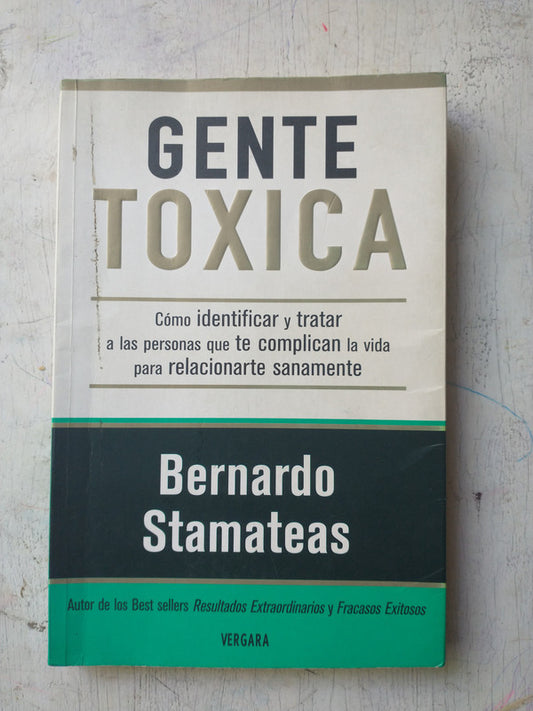 GENTE
TOXICA
Cómo identificar y tratar
a las personas que te complican la vida
para relacionarte sanamente
Bernardo
Stamateas
Autor de los Best sellers Resultados Extraordinarios y Fracasos Exitosos
VERGARA